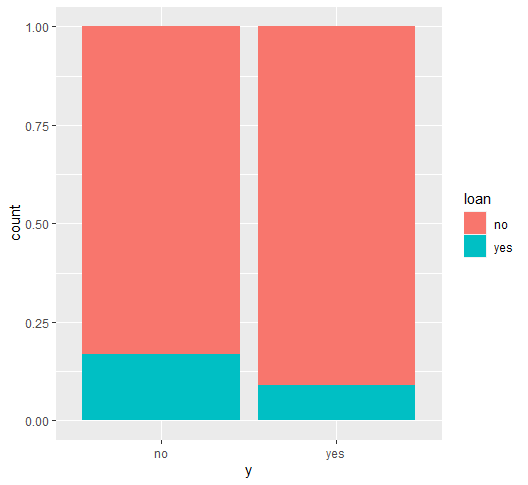 1.00
0.75
0.50
0.25
0.00
count
no yes
y
loan
no
yes